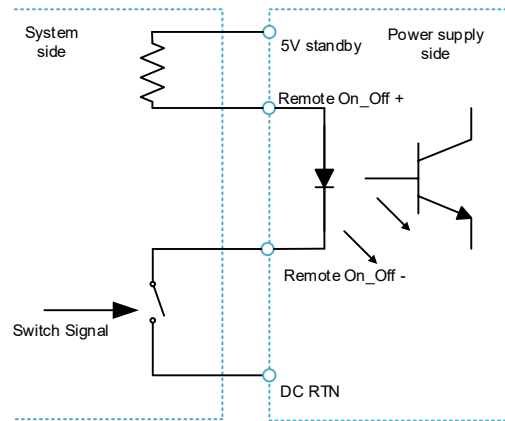 System
side
5V standby
Power supply
side
Remote On_Off +
Remote On_Off -
Switch Signal
DC RTN